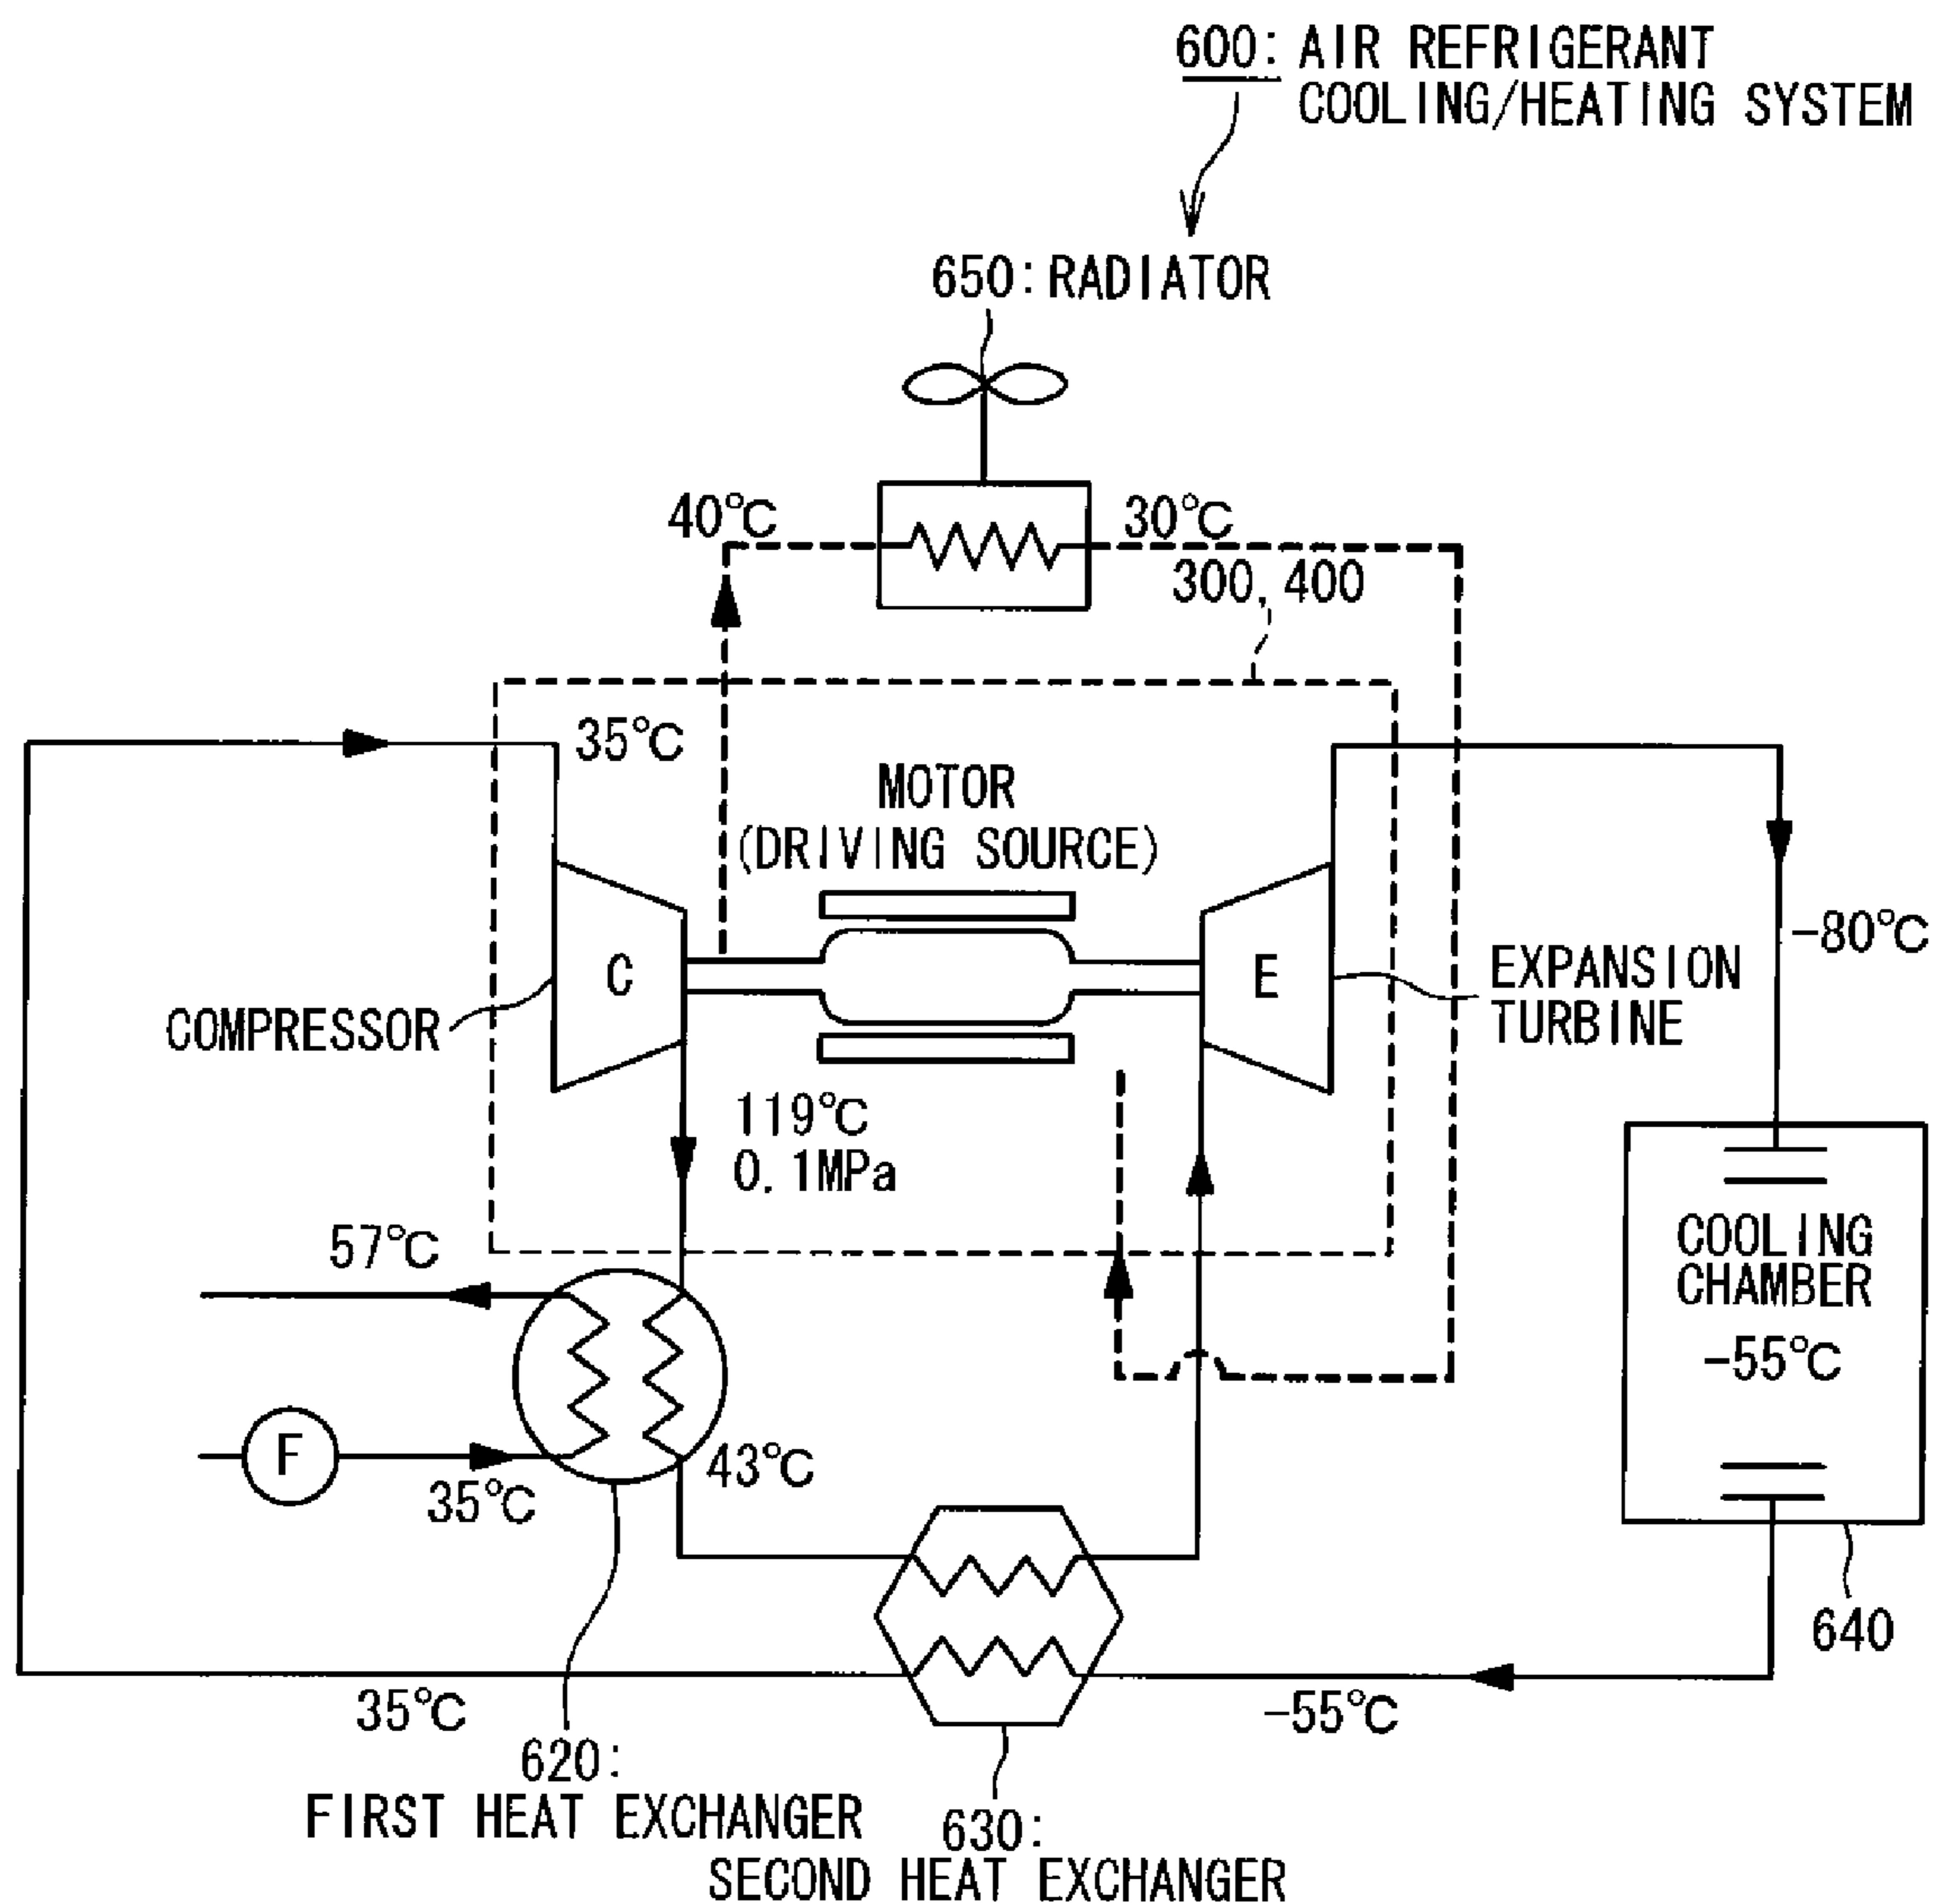 600: AIR REFRIGERANT
COOLING/HEATING SYSTEM
650: RADIATOR
40°C
30°C
300, 400
35°C
MOTOR
(DRIVING SOURCE)
-80°C
C
E
EXPANSION
TURBINE
COMPRESSOR
119°C
0.1MPa
57°C
COOLING
CHAMBER
-55°C
F
43°C
35°C
640
35°C
-55°C
620:
FIRST HEAT EXCHANGER
630:
SECOND HEAT EXCHANGER